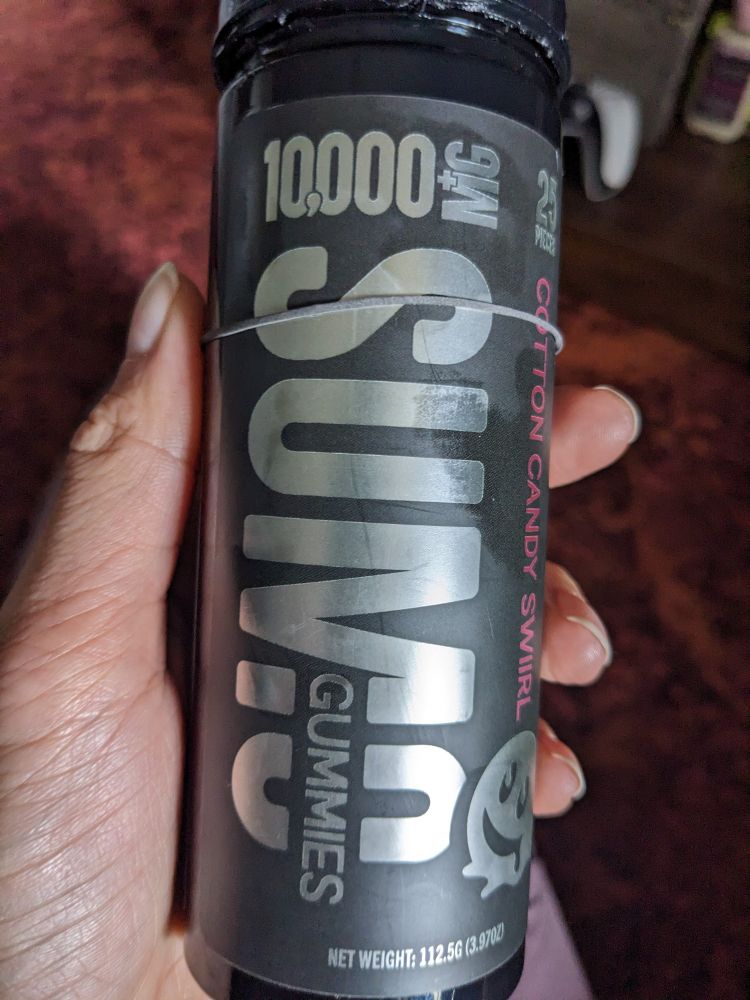 10,000+
MG
25
PIECES
SUMO
GUMMIES
COTTON CANDY SWIRL
NET WEIGHT: 112.5G (3.97OZ)